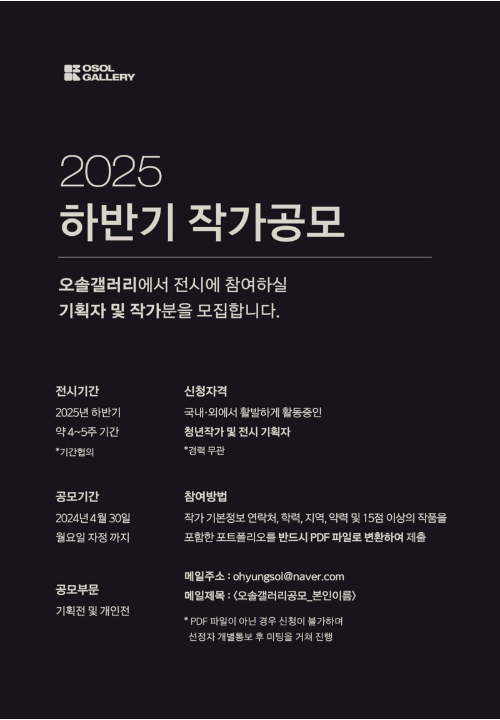 OSOL
GALLERY
2025
하반기 작가공모
오솔갤러리에서 전시에 참여하실
기획자 및 작가분을 모집합니다.
전시기간
2025년 하반기
약 4~5주 기간
*기간협의
신청자격
국내·외에서 활발하게 활동중인
청년작가 및 전시 기획자
*경력 무관
공모기간
2024년 4월 30일
월요일 자정 까지
참여방법
작가 기본정보 연락처, 학력, 지역, 약력 및 15점 이상의 작품을
포함한 포트폴리오를 반드시 PDF 파일로 변환하여 제출
공모부문
기획전 및 개인전
메일주소 : ohyungsol@naver.com
메일제목 : <오솔갤러리공모_본인이름>
* PDF 파일이 아닌 경우 신청이 불가하며
선정자 개별통보 후 미팅을 거쳐 진행